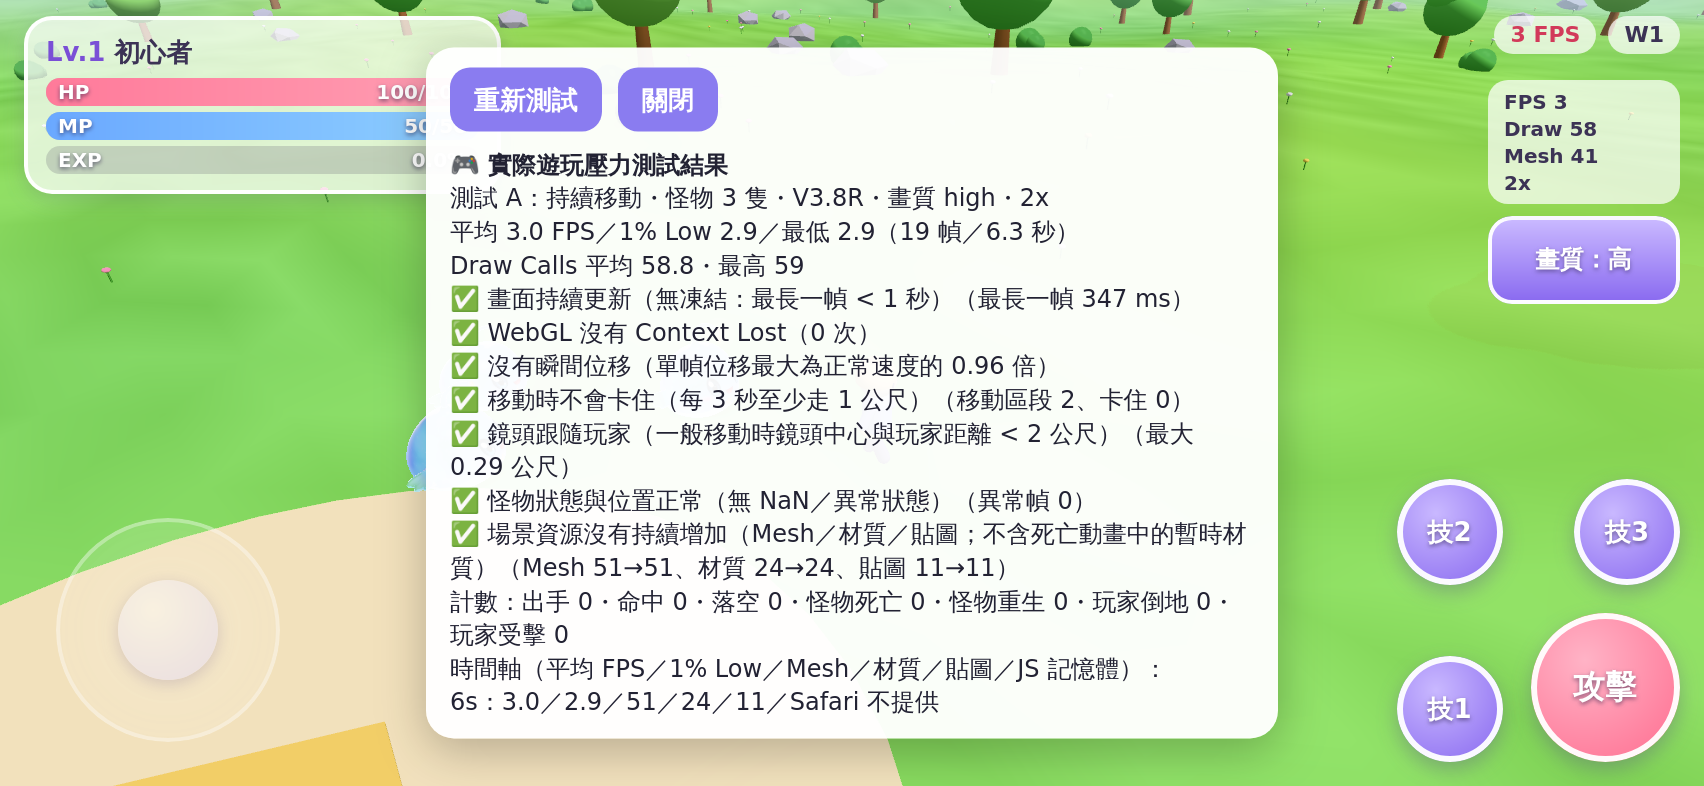 Lv.1 初心者
HP 100/
MP 50
EXP 0
3 FPS
W1
FPS 3
Draw 58
Mesh 41
2x
畫質：高
重新測試
關閉
🎮 實際遊玩壓力測試結果
測試 A：持續移動・怪物 3 隻・V3.8R・畫質 high・2x
平均 3.0 FPS／1% Low 2.9／最低 2.9（19 幀／6.3 秒）
Draw Calls 平均 58.8・最高 59
✅ 畫面持續更新（無凍結：最長一幀 < 1 秒）（最長一幀 347 ms）
✅ WebGL 沒有 Context Lost（0 次）
✅ 沒有瞬間位移（單幀位移最大為正常速度的 0.96 倍）
✅ 移動時不會卡住（每 3 秒至少走 1 公尺）（移動區段 2、卡住 0）
✅ 鏡頭跟隨玩家（一般移動時鏡頭中心與玩家距離 < 2 公尺）（最大
0.29 公尺）
✅ 怪物狀態與位置正常（無 NaN／異常狀態）（異常幀 0）
✅ 場景資源沒有持續增加（Mesh／材質／貼圖；不含死亡動畫中的暫時材
質）（Mesh 51→51、材質 24→24、貼圖 11→11）
計數：出手 0・命中 0・落空 0・怪物死亡 0・怪物重生 0・玩家倒地 0・
玩家受擊 0
時間軸（平均 FPS／1% Low／Mesh／材質／貼圖／JS 記憶體）：
6s：3.0／2.9／51／24／11／Safari 不提供
技2
技3
技1
攻擊